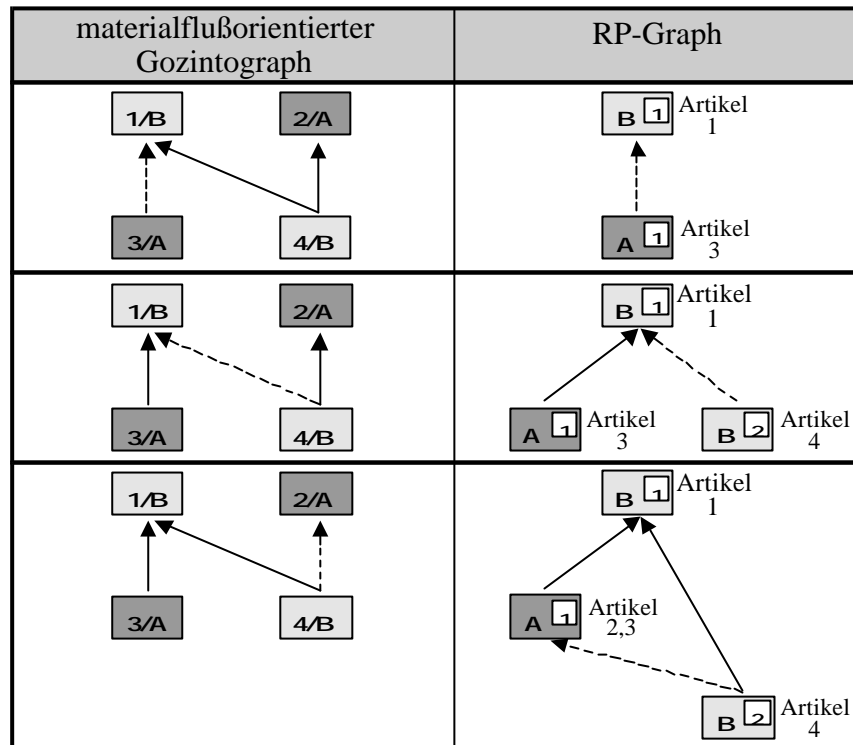 materialflußorientierter
Gozintograph
RP-Graph
1/B
2/A
3/A
4/B
B 1
Artikel
1
A 1
Artikel
3
1/B
2/A
3/A
4/B
B 1
Artikel
1
A 1
Artikel
3
B 2
Artikel
4
1/B
2/A
3/A
4/B
B 1
Artikel
1
A 1
Artikel
2,3
B 2
Artikel
4